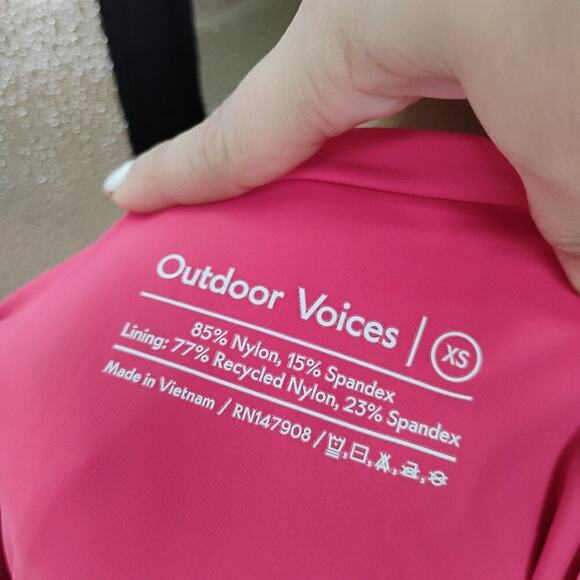 Outdoor Voices | XS
85% Nylon, 15% Spandex
Lining: 77% Recycled Nylon, 23% Spandex
Made in Vietnam / RN147908 /